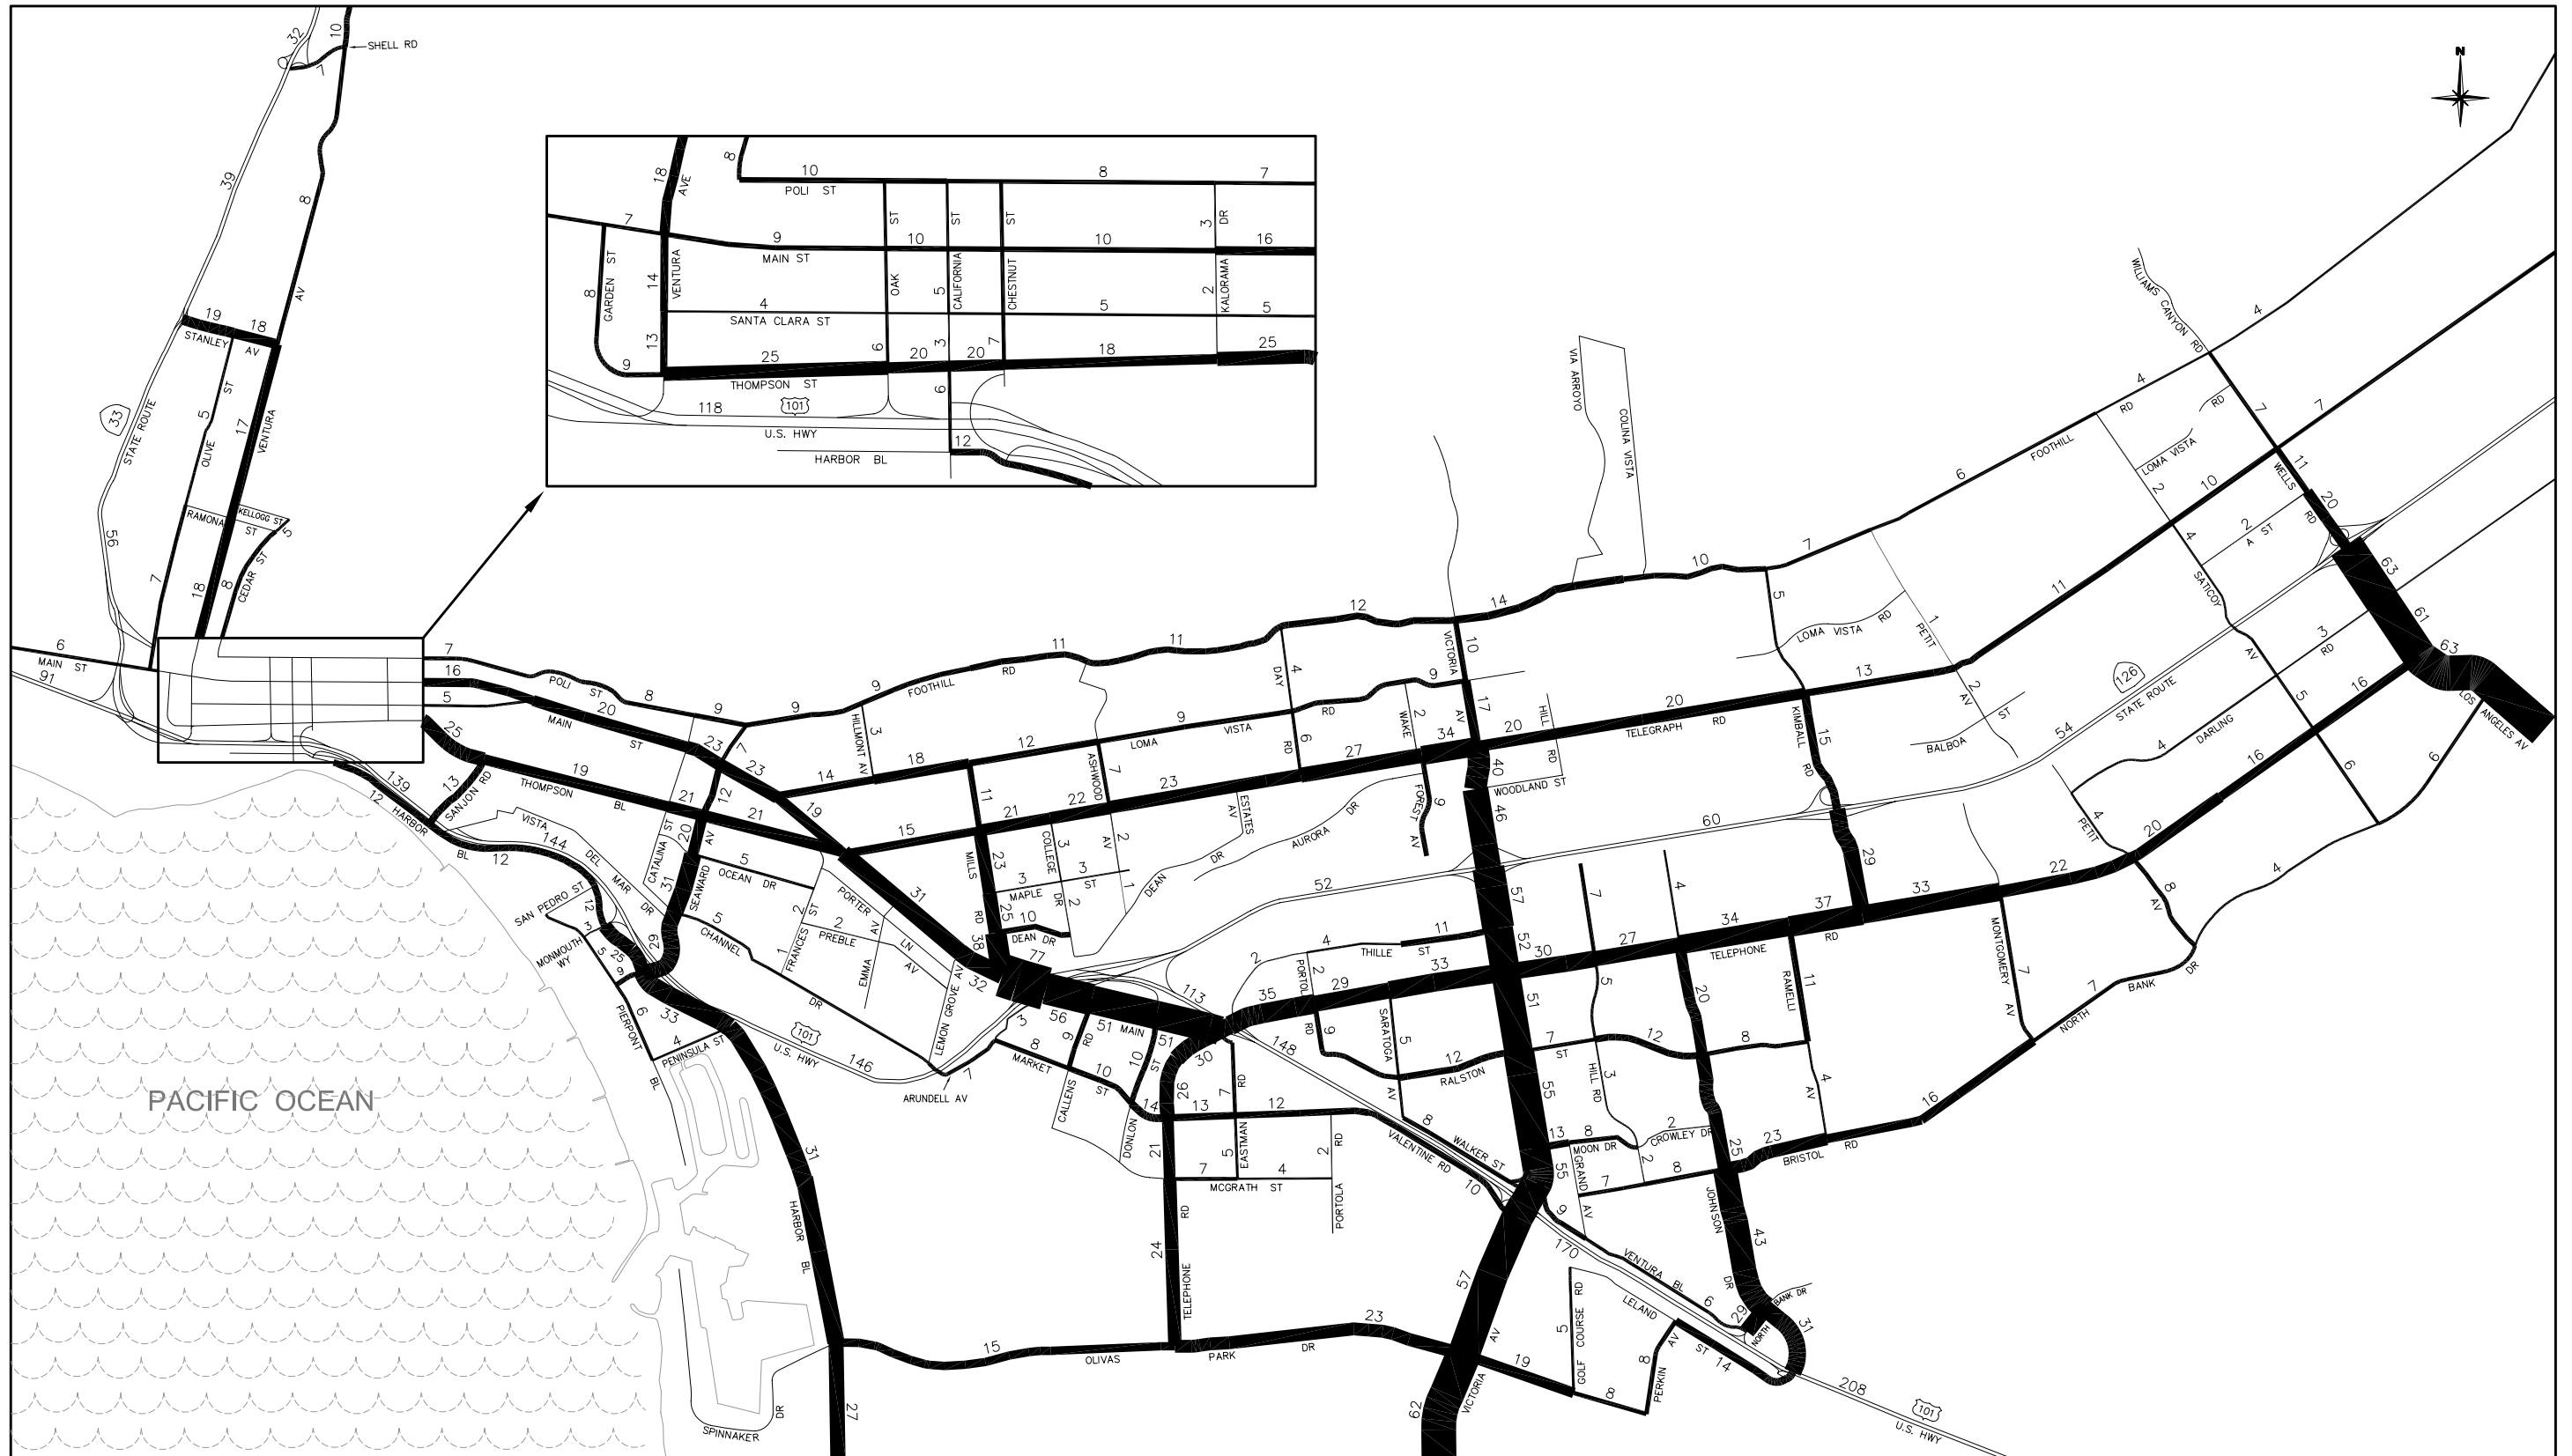 32
10
SHELL RD
7
N
39
8
AV
19
18
STANLEY AV
33
STATE ROUTE
5
OLIVE ST
17
VENTURA
56
RAMONA ST
KELLOGG ST
5
CEDAR ST
7
18
8
18
AVE
8
10
POLI ST
8
7
7
9
MAIN ST
10
10
3
DR
16
ST
ST
ST
8
GARDEN ST
14
VENTURA
OAK
5
CALIFORNIA
CHESTNUT
2
KALORAMA
4
SANTA CLARA ST
5
5
13
9
25
THOMPSON ST
6
20
3
20
7
18
25
6
118
101
U.S. HWY
12
HARBOR BL
VIA ARROYO
COLINA VISTA
WILLIAMS CANYON RD
4
4
RD
FOOTHILL
6
RD
LOMA VISTA
7
7
10
11
WELLS
RD
20
2
2
A ST
4
SATICOY
AV
63
61
63
LOS ANGELES AV
6
MAIN ST
91
7
16
5
25
POLI ST
8
9
20
MAIN ST
23
7
23
9
9
FOOTHILL RD
11
11
12
14
10
7
5
LOMA VISTA RD
1
PETIT
11
13
2
AV
BALBOA ST
126
STATE ROUTE
54
3
RD
DARLING
4
5
16
16
6
6
4
PETIT
20
8
AV
4
HILMONT AV
3
14
18
12
LOMA VISTA RD
9
DAY
4
6
RD
9
WAKE
2
VICTORIA
10
17
AV
34
27
20
HILL
RD
20
TELEGRAPH RD
KIMBALL
15
RD
WOODLAND ST
40
46
139
12
HARBOR
BL
12
13
SANJON RD
19
THOMPSON BL
21
12
21
19
15
11
21
22
23
ASHWOOD
7
2
AV
1
COLLEGE
3
DR
2
ESTATES
AV
AURORA DR
FOREST AV
9
DEAN DR
60
52
VISTA DEL MAR DR
144
CATALINA ST
20
AV
SEAWARD
31
29
5
OCEAN DR
5
CHANNEL
DR
2
FRANCES ST
1
PORTER LN
2
PREBLE AV
EMMA AV
31
LEMON GROVE AV
32
MILLS
RD
23
25
38
3
MAPLE
3
ST
10
DEAN DR
77
SAN PEDRO ST
12
3
MONMOUTH
WY
5
25
9
PIERPONT
BL
6
33
4
PENINSULA ST
101
U.S. HWY
146
7
ARUNDELL AV
3
8
MARKET
ST
10
56
51
MAIN
51
6
RD
CALLENS
10
ST
DONLON
14
30
26
13
7
RD
EASTMAN
5
12
21
7
4
MCGRATH ST
2
RD
PORTOLA
113
148
2
4
THILLE ST
11
57
52
PORTOL
2
RD
35
29
33
30
27
34
37
33
22
7
4
TELEPHONE RD
29
9
SARATOGA
5
AV
12
RALSTON
7
ST
12
8
5
HILL RD
3
51
55
20
11
RAMELLI
4
AV
MONTGOMERY
7
AV
NORTH BANK DR
7
16
8
WALKER ST
VALENTINE RD
10
13
8
MOON DR
55
GRAND
AV
2
CROWLEY DR
2
7
8
25
23
BRISTOL RD
JOHNSON
DR
43
9
170
VENTURA BL
6
29
NORTH
BANK DR
31
PACIFIC OCEAN
31
HARBOR
BL
27
SPINNAKER DR
15
OLIVAS PARK DR
23
24
RD
TELEPHONE
57
AV
VICTORIA
62
19
5
GOLF COURSE RD
LELAND ST
14
8
8
PERKIN AV
208
101
U.S. HWY